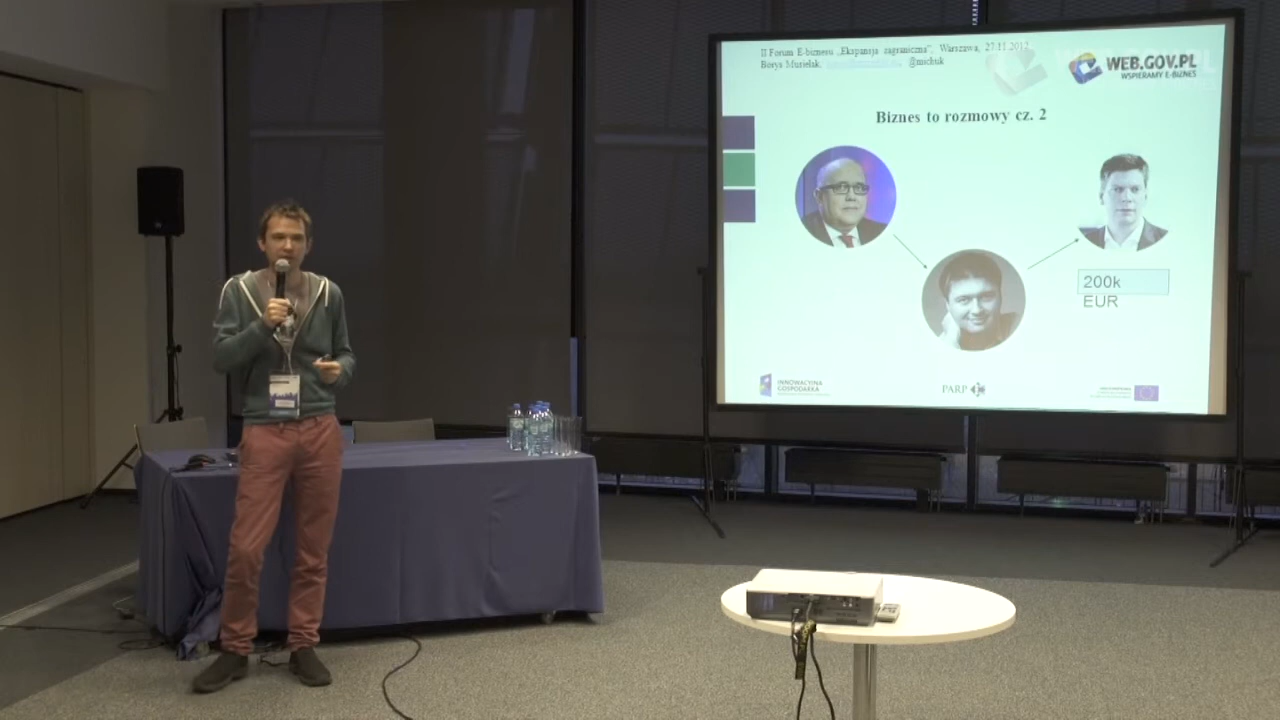 II Forum E-biznesu „Ekspansja zagraniczna”, Warszawa, 27.11.2012
Borys Musielak, @michuk
WEB.GOV.PL
WSPIERAMY E-BIZNES
Biznes to rozmowy cz. 2
200k
EUR
INNOWACYJNA
GOSPODARKA
PARP